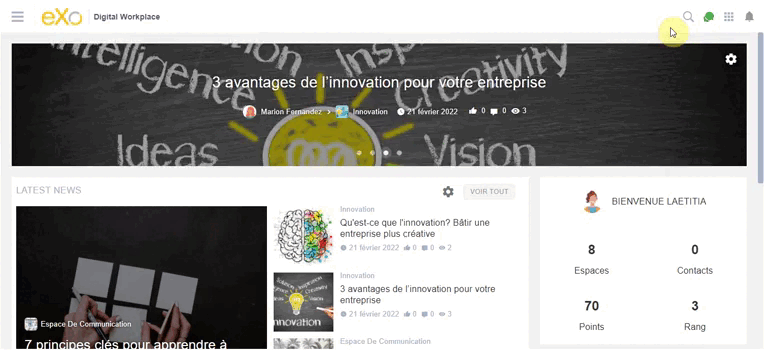 eXo Digital Workplace
Intelligence
Inspiration
Creativity
3 avantages de l'innovation pour votre entreprise
Marion Fernandez > Innovation 21 février 2022 0 0 3
Ideas
Vision
LATEST NEWS
VOIR TOUT
Espace De Communication
7 principes clés pour apprendre à
Innovation
Qu'est-ce que l'innovation? Bâtir une
entreprise plus créative
21 février 2022 0 0 2
Innovation
3 avantages de l'innovation pour votre
entreprise
21 février 2022 0 0 3
Espace De Communication
BIENVENUE LAETITIA
8 0
Espaces Contacts
70 3
Points Rang